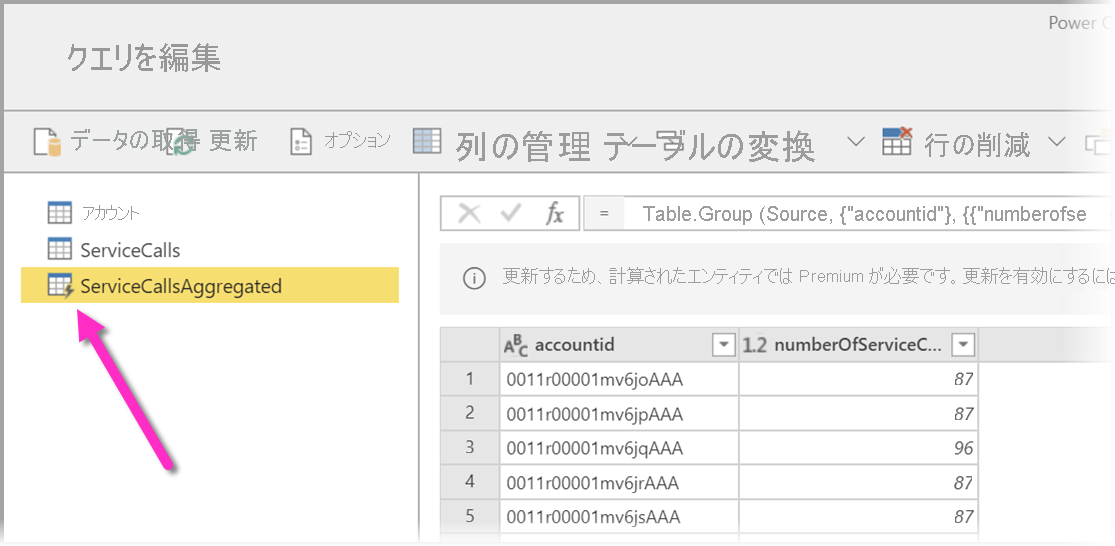 Power
クエリを編集
データの取得 更新 オプション 列の管理 テーブルの変換 行の削減
アカウント
ServiceCalls
ServiceCallsAggregated
fx = Table.Group (Source, {"accountid"}, {{"numberofse
更新するため、計算されたエンティティでは Premium が必要です。更新を有効にするには
ABC accountid 1.2 numberOfServiceC...
1 0011r00001mv6joAAA 87
2 0011r00001mv6jpAAA 87
3 0011r00001mv6jqAAA 96
4 0011r00001mv6jrAAA 87
5 0011r00001mv6jsAAA 87